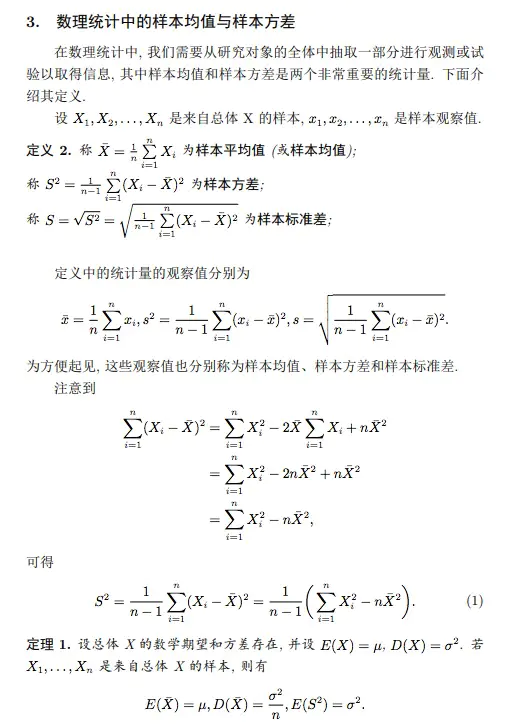 3. 数理统计中的样本均值与样本方差
在数理统计中, 我们需要从研究对象的全体中抽取一部分进行观测或试
验以取得信息, 其中样本均值和样本方差是两个非常重要的统计量. 下面介
绍其定义.
设 $X_1, X_2, \ldots, X_n$ 是来自总体 X 的样本, $x_1, x_2, \ldots, x_n$ 是样本观察值.
定义 2. 称 $\bar{X} = \frac{1}{n}\sum_{i=1}^{n} X_i$ 为样本平均值 (或样本均值);
称 $S^2 = \frac{1}{n-1}\sum_{i=1}^{n}(X_i - \bar{X})^2$ 为样本方差;
称 $S = \sqrt{S^2} = \sqrt{\frac{1}{n-1}\sum_{i=1}^{n}(X_i - \bar{X})^2}$ 为样本标准差;
定义中的统计量的观察值分别为
$\bar{x} = \frac{1}{n}\sum_{i=1}^{n} x_i, s^2 = \frac{1}{n-1}\sum_{i=1}^{n}(x_i - \bar{x})^2, s = \sqrt{\frac{1}{n-1}\sum_{i=1}^{n}(x_i - \bar{x})^2}.$
为方便起见, 这些观察值也分别称为样本均值、样本方差和样本标准差.
注意到
$\sum_{i=1}^{n}(X_i - \bar{X})^2 = \sum_{i=1}^{n} X_i^2 - 2\bar{X}\sum_{i=1}^{n} X_i + n\bar{X}^2$
$= \sum_{i=1}^{n} X_i^2 - 2n\bar{X}^2 + n\bar{X}^2$
$= \sum_{i=1}^{n} X_i^2 - n\bar{X}^2,$
可得
$S^2 = \frac{1}{n-1}\sum_{i=1}^{n}(X_i - \bar{X})^2 = \frac{1}{n-1}\left(\sum_{i=1}^{n} X_i^2 - n\bar{X}^2\right).$ (1)
定理 1. 设总体 $X$ 的数学期望和方差存在, 并设 $E(X) = \mu, D(X) = \sigma^2$. 若
$X_1, \ldots, X_n$ 是来自总体 $X$ 的样本, 则有
$E(\bar{X}) = \mu, D(\bar{X}) = \frac{\sigma^2}{n}, E(S^2) = \sigma^2.$